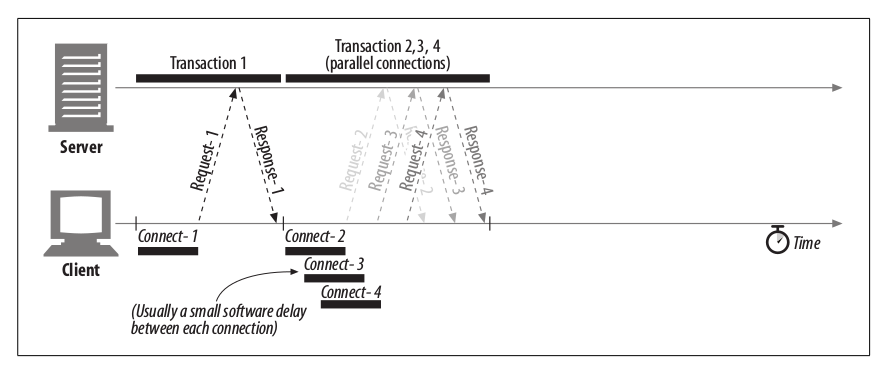 Transaction 1
Transaction 2, 3, 4
(parallel connections)
Server
Request- 1
Response- 1
Request- 2
Request- 3
Request- 4
Response- 3
Response- 4
Client
Connect- 1
Connect- 2
Connect- 3
Connect- 4
Time
(Usually a small software delay
between each connection)